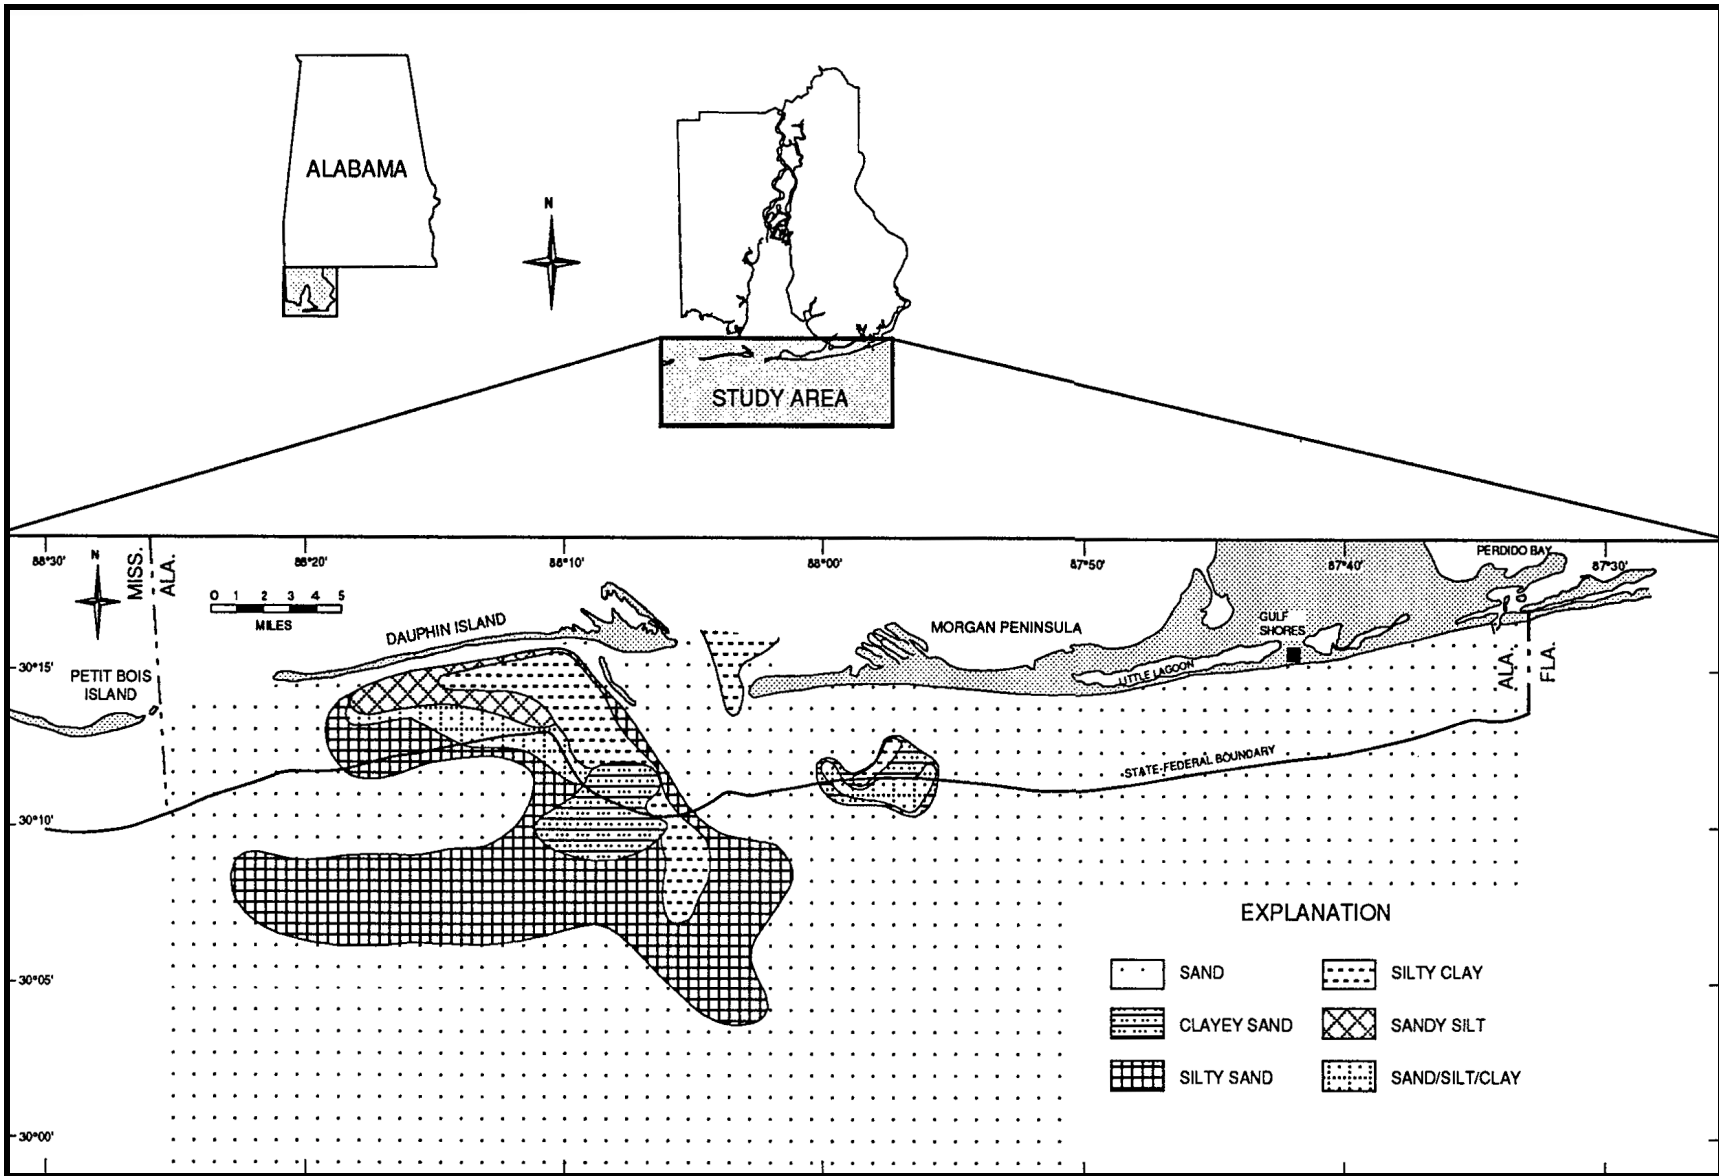 ALABAMA
N
STUDY AREA
88°30'
88°20'
88°10'
88°00'
87°50'
87°40'
87°30'
N
MISS.
ALA.
0 1 2 3 4 5
MILES
PERDIDO BAY
DAUPHIN ISLAND
MORGAN PENINSULA
GULF
SHORES
30°15'
PETIT BOIS
ISLAND
LITTLE LAGOON
ALA.
FLA.
STATE-FEDERAL BOUNDARY
30°10'
EXPLANATION
SAND
SILTY CLAY
30°05'
CLAYEY SAND
SANDY SILT
SILTY SAND
SAND/SILT/CLAY
30°00'